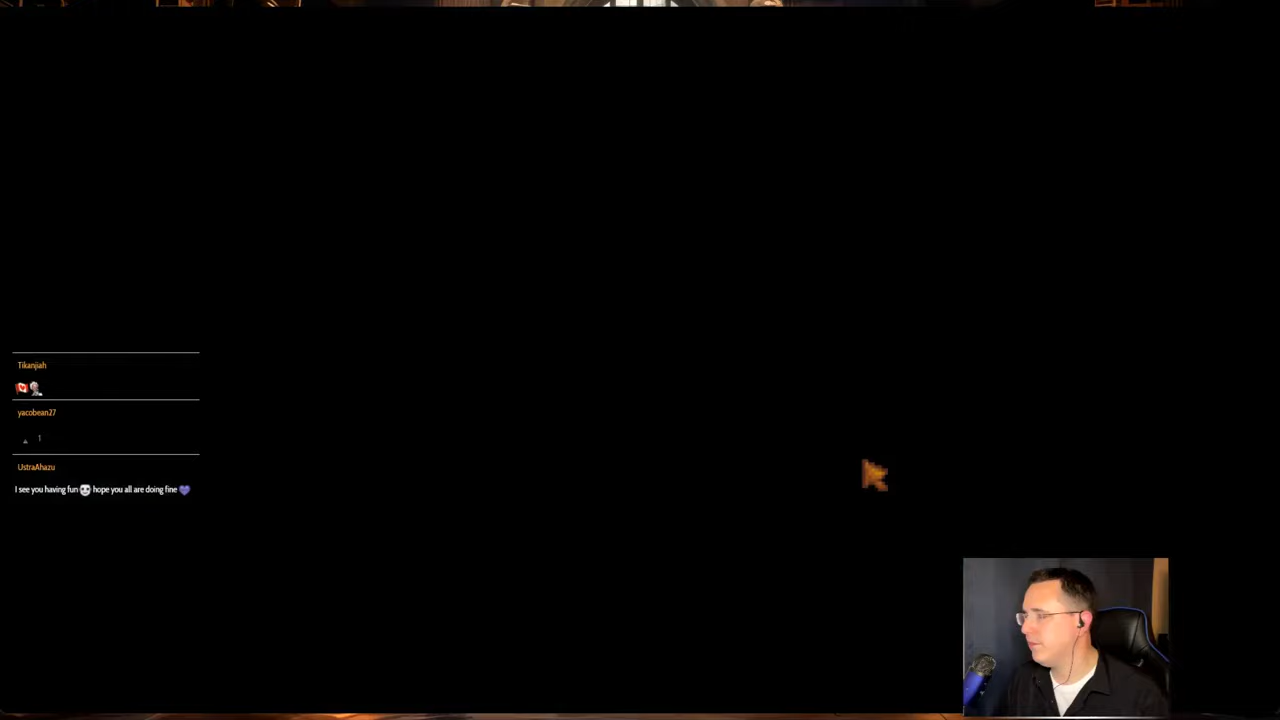 Tikanjiah
yacobean27
1
UstraAhazu
I see you having fun hope you all are doing fine